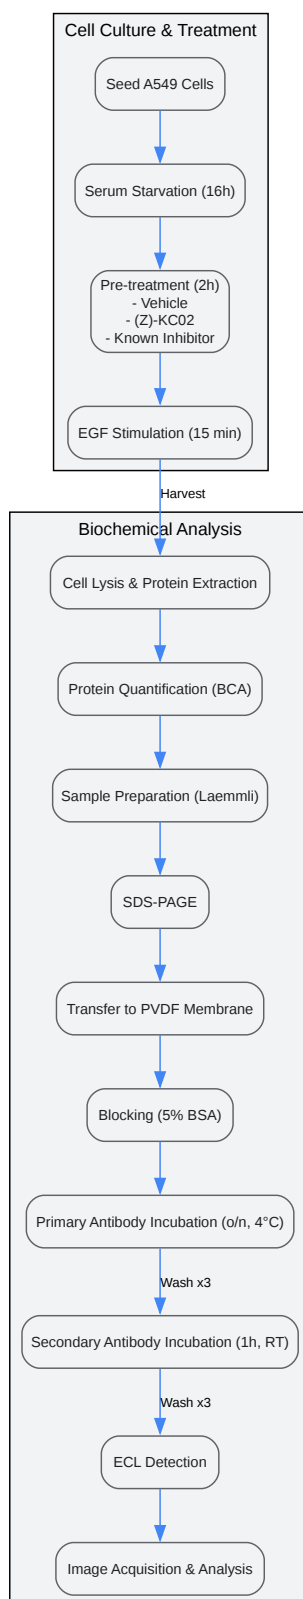 Cell Culture & Treatment
Seed A549 Cells
Serum Starvation (16h)
Pre-treatment (2h)
- Vehicle
- (Z)-KC02
- Known Inhibitor
EGF Stimulation (15 min)
Harvest
Biochemical Analysis
Cell Lysis & Protein Extraction
Protein Quantification (BCA)
Sample Preparation (Laemmli)
SDS-PAGE
Transfer to PVDF Membrane
Blocking (5% BSA)
Primary Antibody Incubation (o/n, 4°C)
Wash x3
Secondary Antibody Incubation (1h, RT)
Wash x3
ECL Detection
Image Acquisition & Analysis